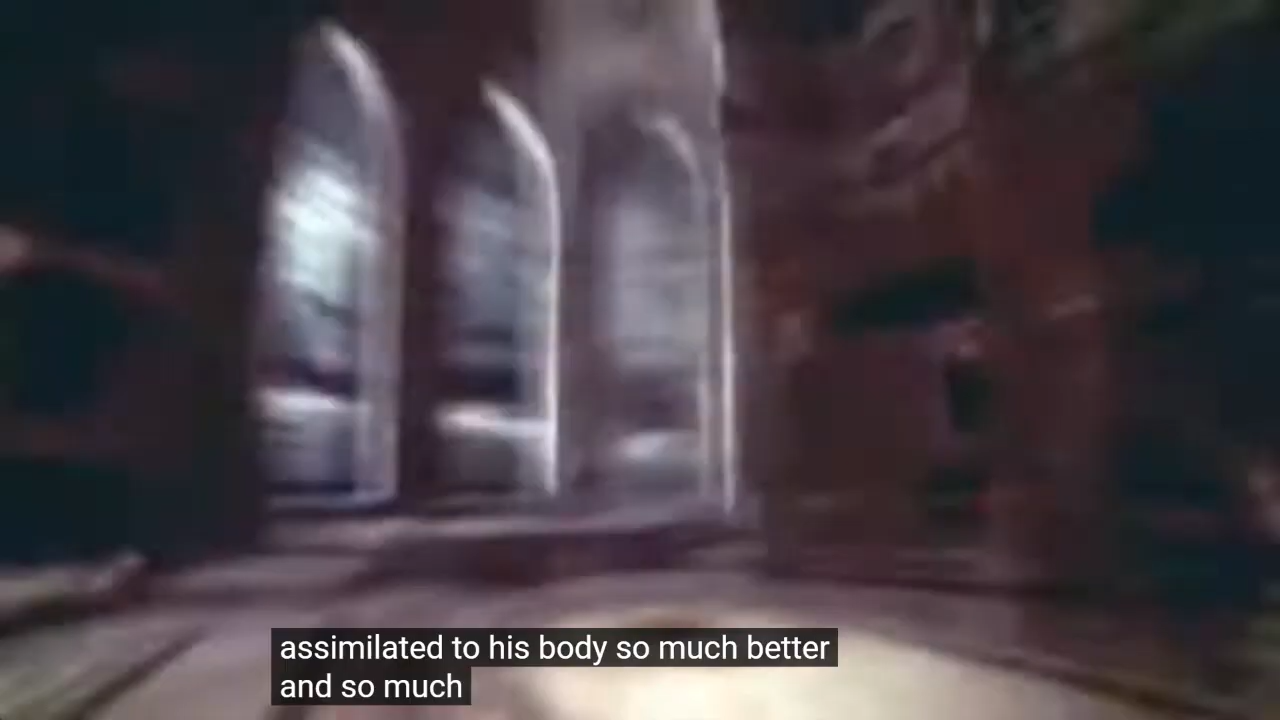 assimilated to his body so much better
and so much